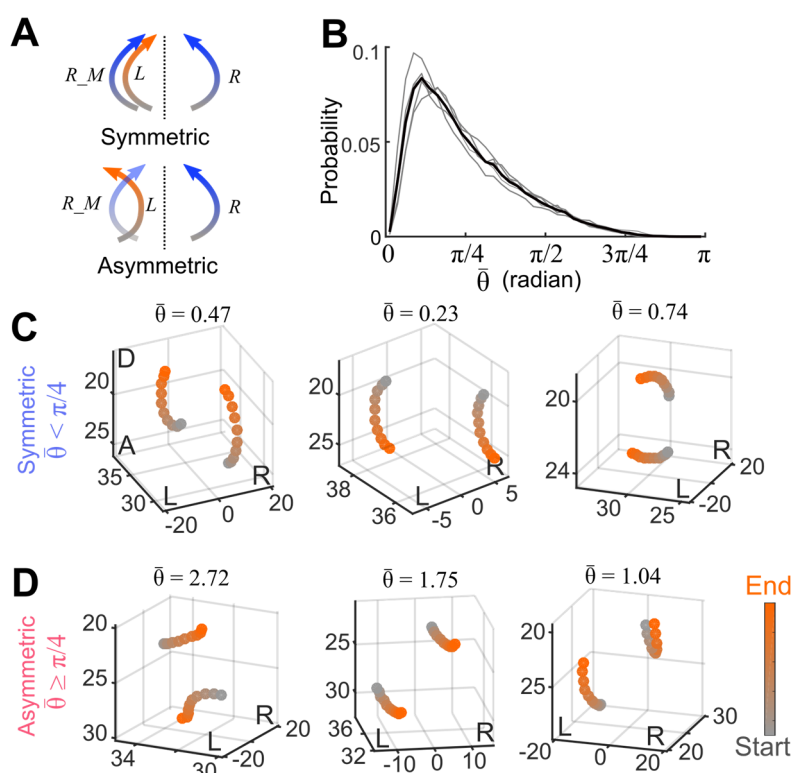 A
R_M
L
R
Symmetric
R_M
L
R
Asymmetric
B
0.1
0.05
0
Probability
0
π/4
π/2
3π/4
π
θ̄ (radian)
C
Symmetric
θ̄ < π/4
θ̄ = 0.47
D
20
25
A
35
30
L
R
-20
0
20
θ̄ = 0.23
20
25
38
36
L
R
-5
0
5
θ̄ = 0.74
20
24
30
25
L
R
-20
20
D
Asymmetric
θ̄ ≥ π/4
θ̄ = 2.72
20
25
30
34
30
L
R
20
θ̄ = 1.75
25
30
36
32
L
R
-10
0
10
θ̄ = 1.04
20
25
L
R
-20
0
20
20
30
End
Start